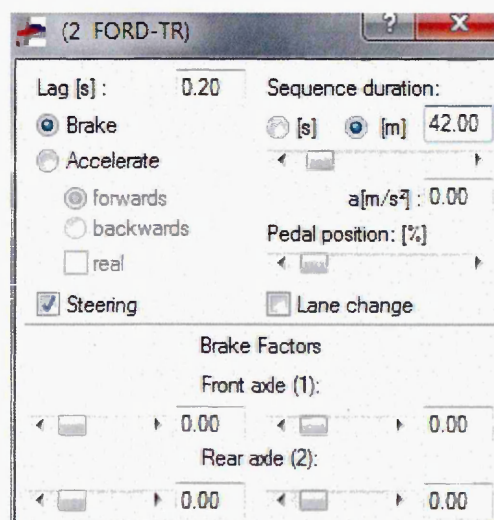 (2 FORD-TR)
?
X
Lag [s] : 0.20 Sequence duration:
Brake [s] [m] 42.00
Accelerate
forwards a[m/s²] : 0.00
backwards Pedal position: [%]
real
Steering Lane change
Brake Factors
Front axle (1):
0.00 0.00
Rear axle (2):
0.00 0.00